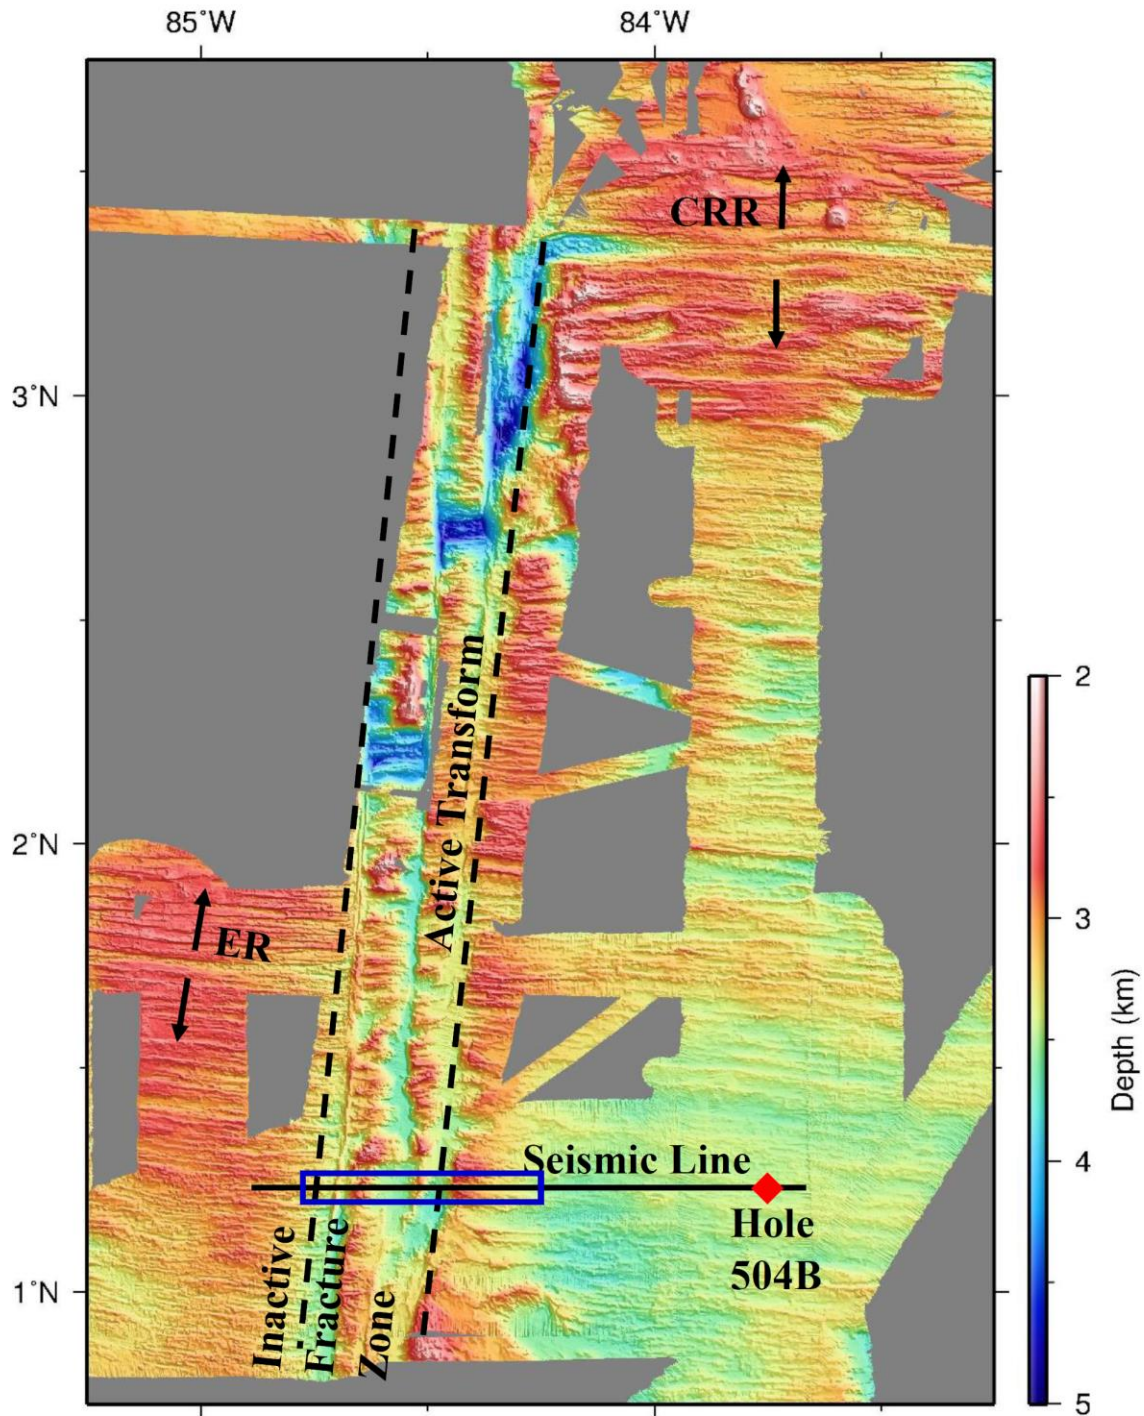 85°W 84°W
CRR
3°N
Active Transform
2
2°N
ER
3
Depth (km)
Seismic Line
4
Hole
504B
1°N
Inactive
Fracture
Zone
5